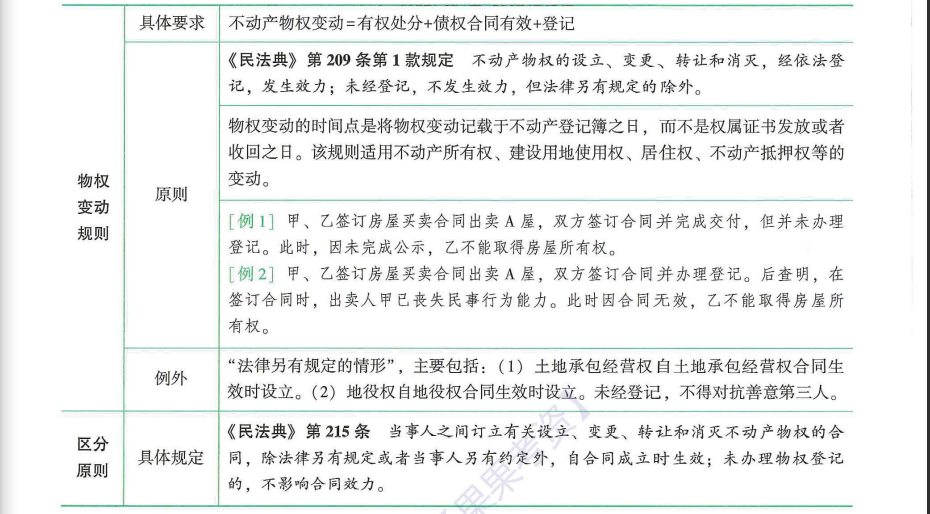 具体要求
不动产物权变动=有权处分+债权合同有效+登记
《民法典》第 209 条第 1 款规定 不动产物权的设立、变更、转让和消灭，经依法登
记，发生效力；未经登记，不发生效力，但法律另有规定的除外。
物权变动的时间点是将物权变动记载于不动产登记簿之日，而不是权属证书发放或者
收回之日。该规则适用不动产所有权、建设用地使用权、居住权、不动产抵押权等的
变动。
物权
变动
规则
原则
[例 1] 甲、乙签订房屋买卖合同出卖 A 屋，双方签订合同并完成交付，但并未办理
登记。此时，因未完成公示，乙不能取得房屋所有权。
[例 2] 甲、乙签订房屋买卖合同出卖 A 屋，双方签订合同并办理登记。后查明，在
签订合同时，出卖人甲已丧失民事行为能力。此时因合同无效，乙不能取得房屋所
有权。
例外
“法律另有规定的情形”，主要包括：（1）土地承包经营权自土地承包经营权合同生
效时设立。（2）地役权自地役权合同生效时设立。未经登记，不得对抗善意第三人。
区分
原则
具体规定
《民法典》第 215 条 当事人之间订立有关设立、变更、转让和消灭不动产物权的合
同，除法律另有规定或者当事人另有约定外，自合同成立时生效；未办理物权登记
的，不影响合同效力。
果果考资】